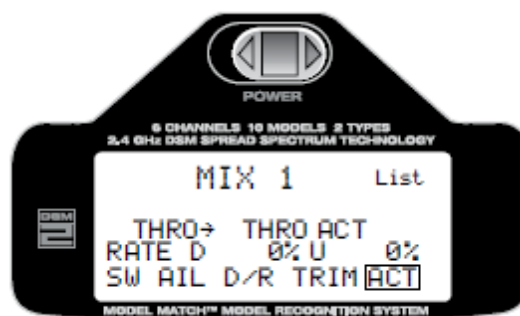 POWER
6 CHANNELS 10 MODELS 2 TYPES
2.4 GHz DSM SPREAD SPECTRUM TECHNOLOGY
DSM
2
MIX 1 List
THRO→ THRO ACT
RATE D 0% U 0%
SW AIL D/R TRIM ACT
MODEL MATCH™ MODEL RECOGNITION SYSTEM